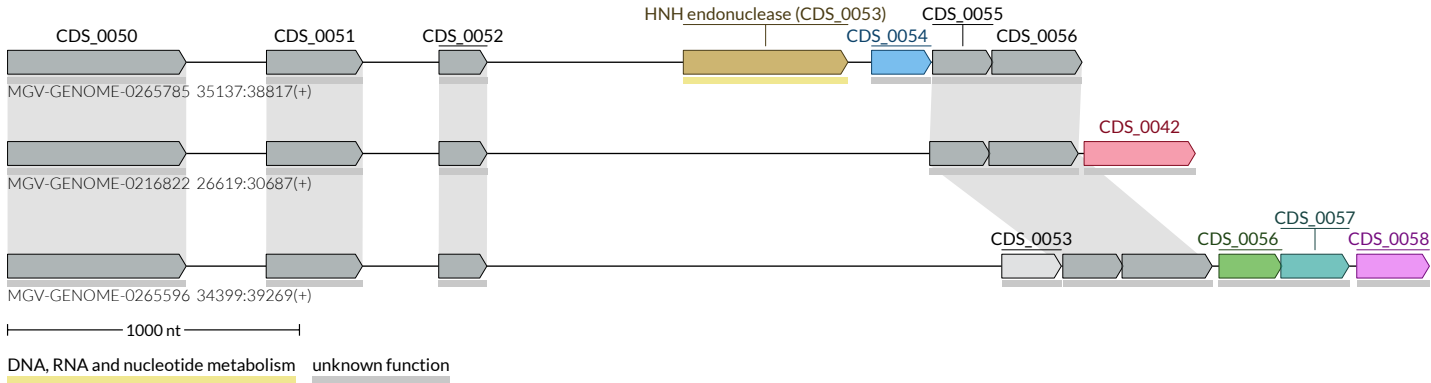 HNH endonuclease (CDS_0053) CDS_0055
CDS_0050 CDS_0051 CDS_0052 CDS_0054 CDS_0056
MGV-GENOME-0265785 35137:38817(+)
CDS_0042
MGV-GENOME-0216822 26619:30687(+)
CDS_0057
CDS_0053 CDS_0056 CDS_0058
MGV-GENOME-0265596 34399:39269(+)
1000 nt
DNA, RNA and nucleotide metabolism unknown function